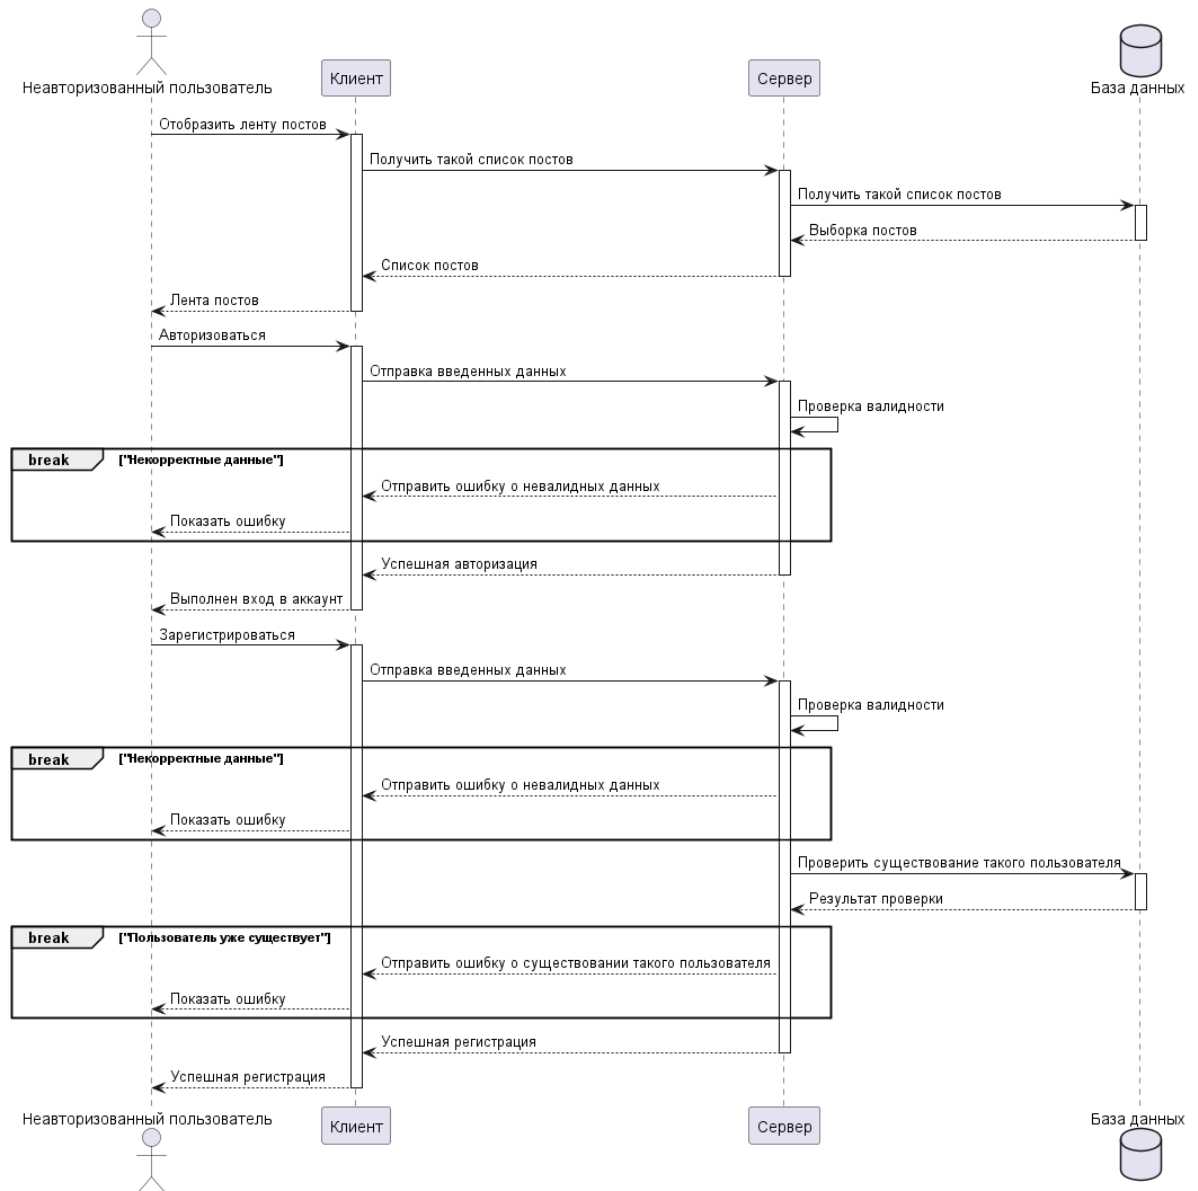 Неавторизованный пользователь
Клиент
Сервер
База данных
Отобразить ленту постов
Получить такой список постов
Получить такой список постов
Выборка постов
Список постов
Лента постов
Авторизоваться
Отправка введенных данных
Проверка валидности
break ["Некорректные данные"]
Отправить ошибку о невалидных данных
Показать ошибку
Успешная авторизация
Выполнен вход в аккаунт
Зарегистрироваться
Отправка введенных данных
Проверка валидности
break ["Некорректные данные"]
Отправить ошибку о невалидных данных
Показать ошибку
Проверить существование такого пользователя
Результат проверки
break ["Пользователь уже существует"]
Отправить ошибку о существовании такого пользователя
Показать ошибку
Успешная регистрация
Успешная регистрация
Неавторизованный пользователь
Клиент
Сервер
База данных